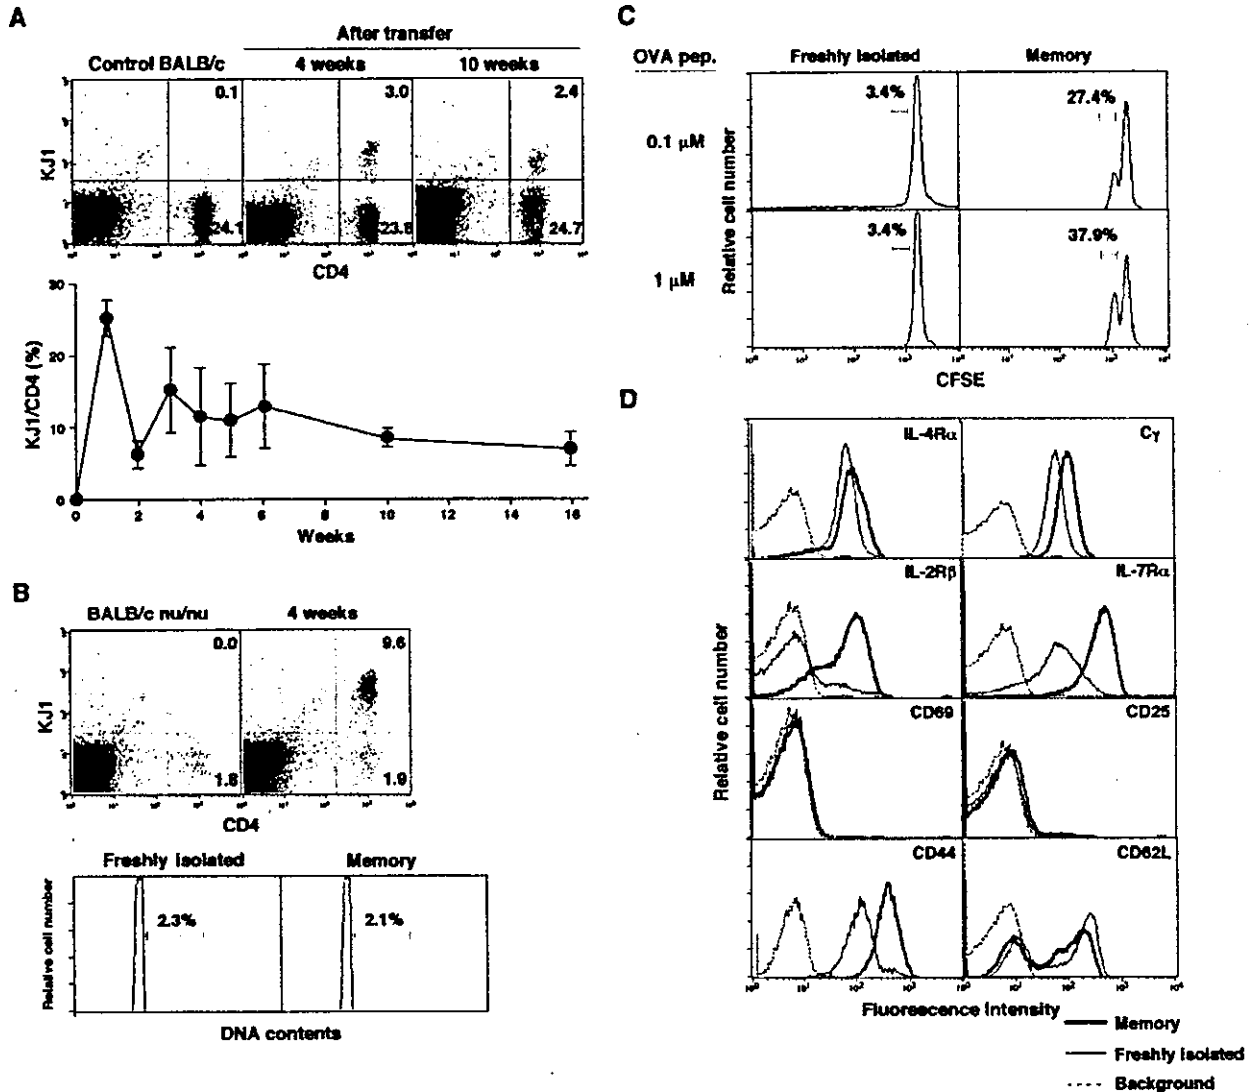 A
After transfer
Control BALB/c 4 weeks 10 weeks
0.1 3.0 2.4
KJ1
24.1 23.8 24.7
CD4
30
20
10
0
KJ1/CD4 (%)
0 2 4 6 8 10 12 14 16
Weeks
B
BALB/c nu/nu 4 weeks
0.0 9.6
KJ1
1.8 1.9
CD4
Freshly isolated Memory
Relative cell number
2.3% 2.1%
DNA contents
C
OVA pep. Freshly isolated Memory
0.1 µM
3.4% 27.4%
Relative cell number
1 µM
3.4% 37.9%
CFSE
D
IL-4Rα Cγ
IL-2Rβ IL-7Rα
CD69 CD25
CD44 CD62L
Relative cell number
Fluorescence Intensity
Memory
Freshly isolated
Background